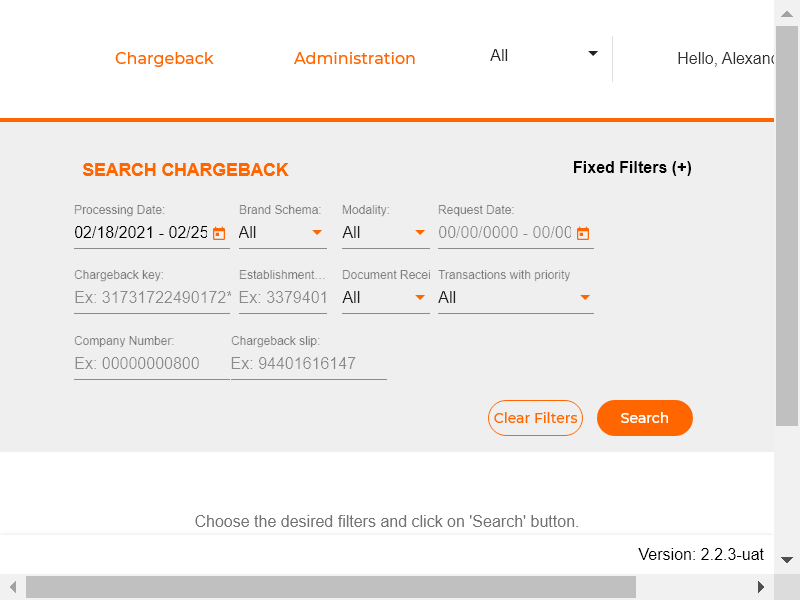 Chargeback Administration All Hello, Alexand
SEARCH CHARGEBACK Fixed Filters (+)
Processing Date: Brand Schema: Modality: Request Date:
02/18/2021 - 02/25 All All 00/00/0000 - 00/00
Chargeback key: Establishment... Document Recei Transactions with priority
Ex: 31731722490172* Ex: 3379401 All All
Company Number: Chargeback slip:
Ex: 00000000800 Ex: 94401616147
Clear Filters Search
Choose the desired filters and click on 'Search' button.
Version: 2.2.3-uat